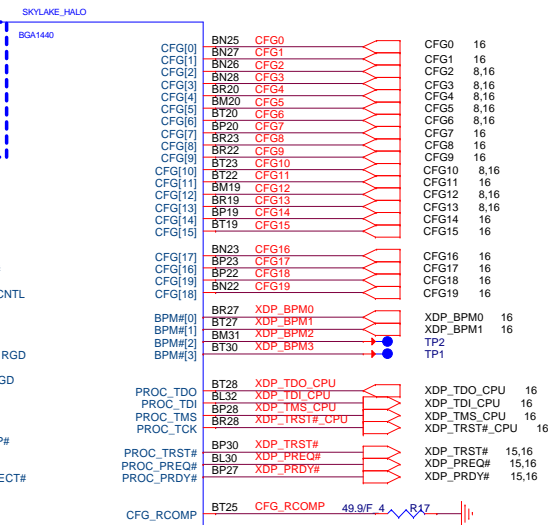 SKYLAKE_HALO
BGA1440
CFG[0] BN25 CFG0 CFG0 16
CFG[1] BN27 CFG1 CFG1 16
CFG[2] BN26 CFG2 CFG2 8,16
CFG[3] BN28 CFG3 CFG3 8,16
CFG[4] BR20 CFG4 CFG4 8,16
CFG[5] BM20 CFG5 CFG5 8,16
CFG[6] BT20 CFG6 CFG6 8,16
CFG[7] BP20 CFG7 CFG7 16
CFG[8] BR23 CFG8 CFG8 16
CFG[9] BR22 CFG9 CFG9 16
CFG[10] BT23 CFG10 CFG10 8,16
CFG[11] BT22 CFG11 CFG11 16
CFG[12] BM19 CFG12 CFG12 8,16
CFG[13] BR19 CFG13 CFG13 8,16
CFG[14] BP19 CFG14 CFG14 16
CFG[15] BT19 CFG15 CFG15 16
CFG[17] BN23 CFG16 CFG16 16
CFG[16] BP23 CFG17 CFG17 16
CFG[19] BP22 CFG18 CFG18 16
CNTL CFG[18] BN22 CFG19 CFG19 16
BPM#[0] BR27 XDP_BPM0 XDP_BPM0 16
BPM#[1] BT27 XDP_BPM1 XDP_BPM1 16
BPM#[2] BM31 XDP_BPM2 TP2
RGD BPM#[3] BT30 XDP_BPM3 TP1
GD
PROC_TDO BT28 XDP_TDO_CPU XDP_TDO_CPU 16
PROC_TDI BL32 XDP_TDI_CPU XDP_TDI_CPU 16
PROC_TMS BP28 XDP_TMS_CPU XDP_TMS_CPU 16
PROC_TCK BR28 XDP_TRST#_CPU XDP_TRST#_CPU 16
P#
PROC_TRST# BP30 XDP_TRST# XDP_TRST# 15,16
PROC_PREQ# BL30 XDP_PREQ# XDP_PREQ# 15,16
ECT# PROC_PRDY# BP27 XDP_PRDY# XDP_PRDY# 15,16
CFG_RCOMP BT25 CFG_RCOMP 49.9/F_4 R17